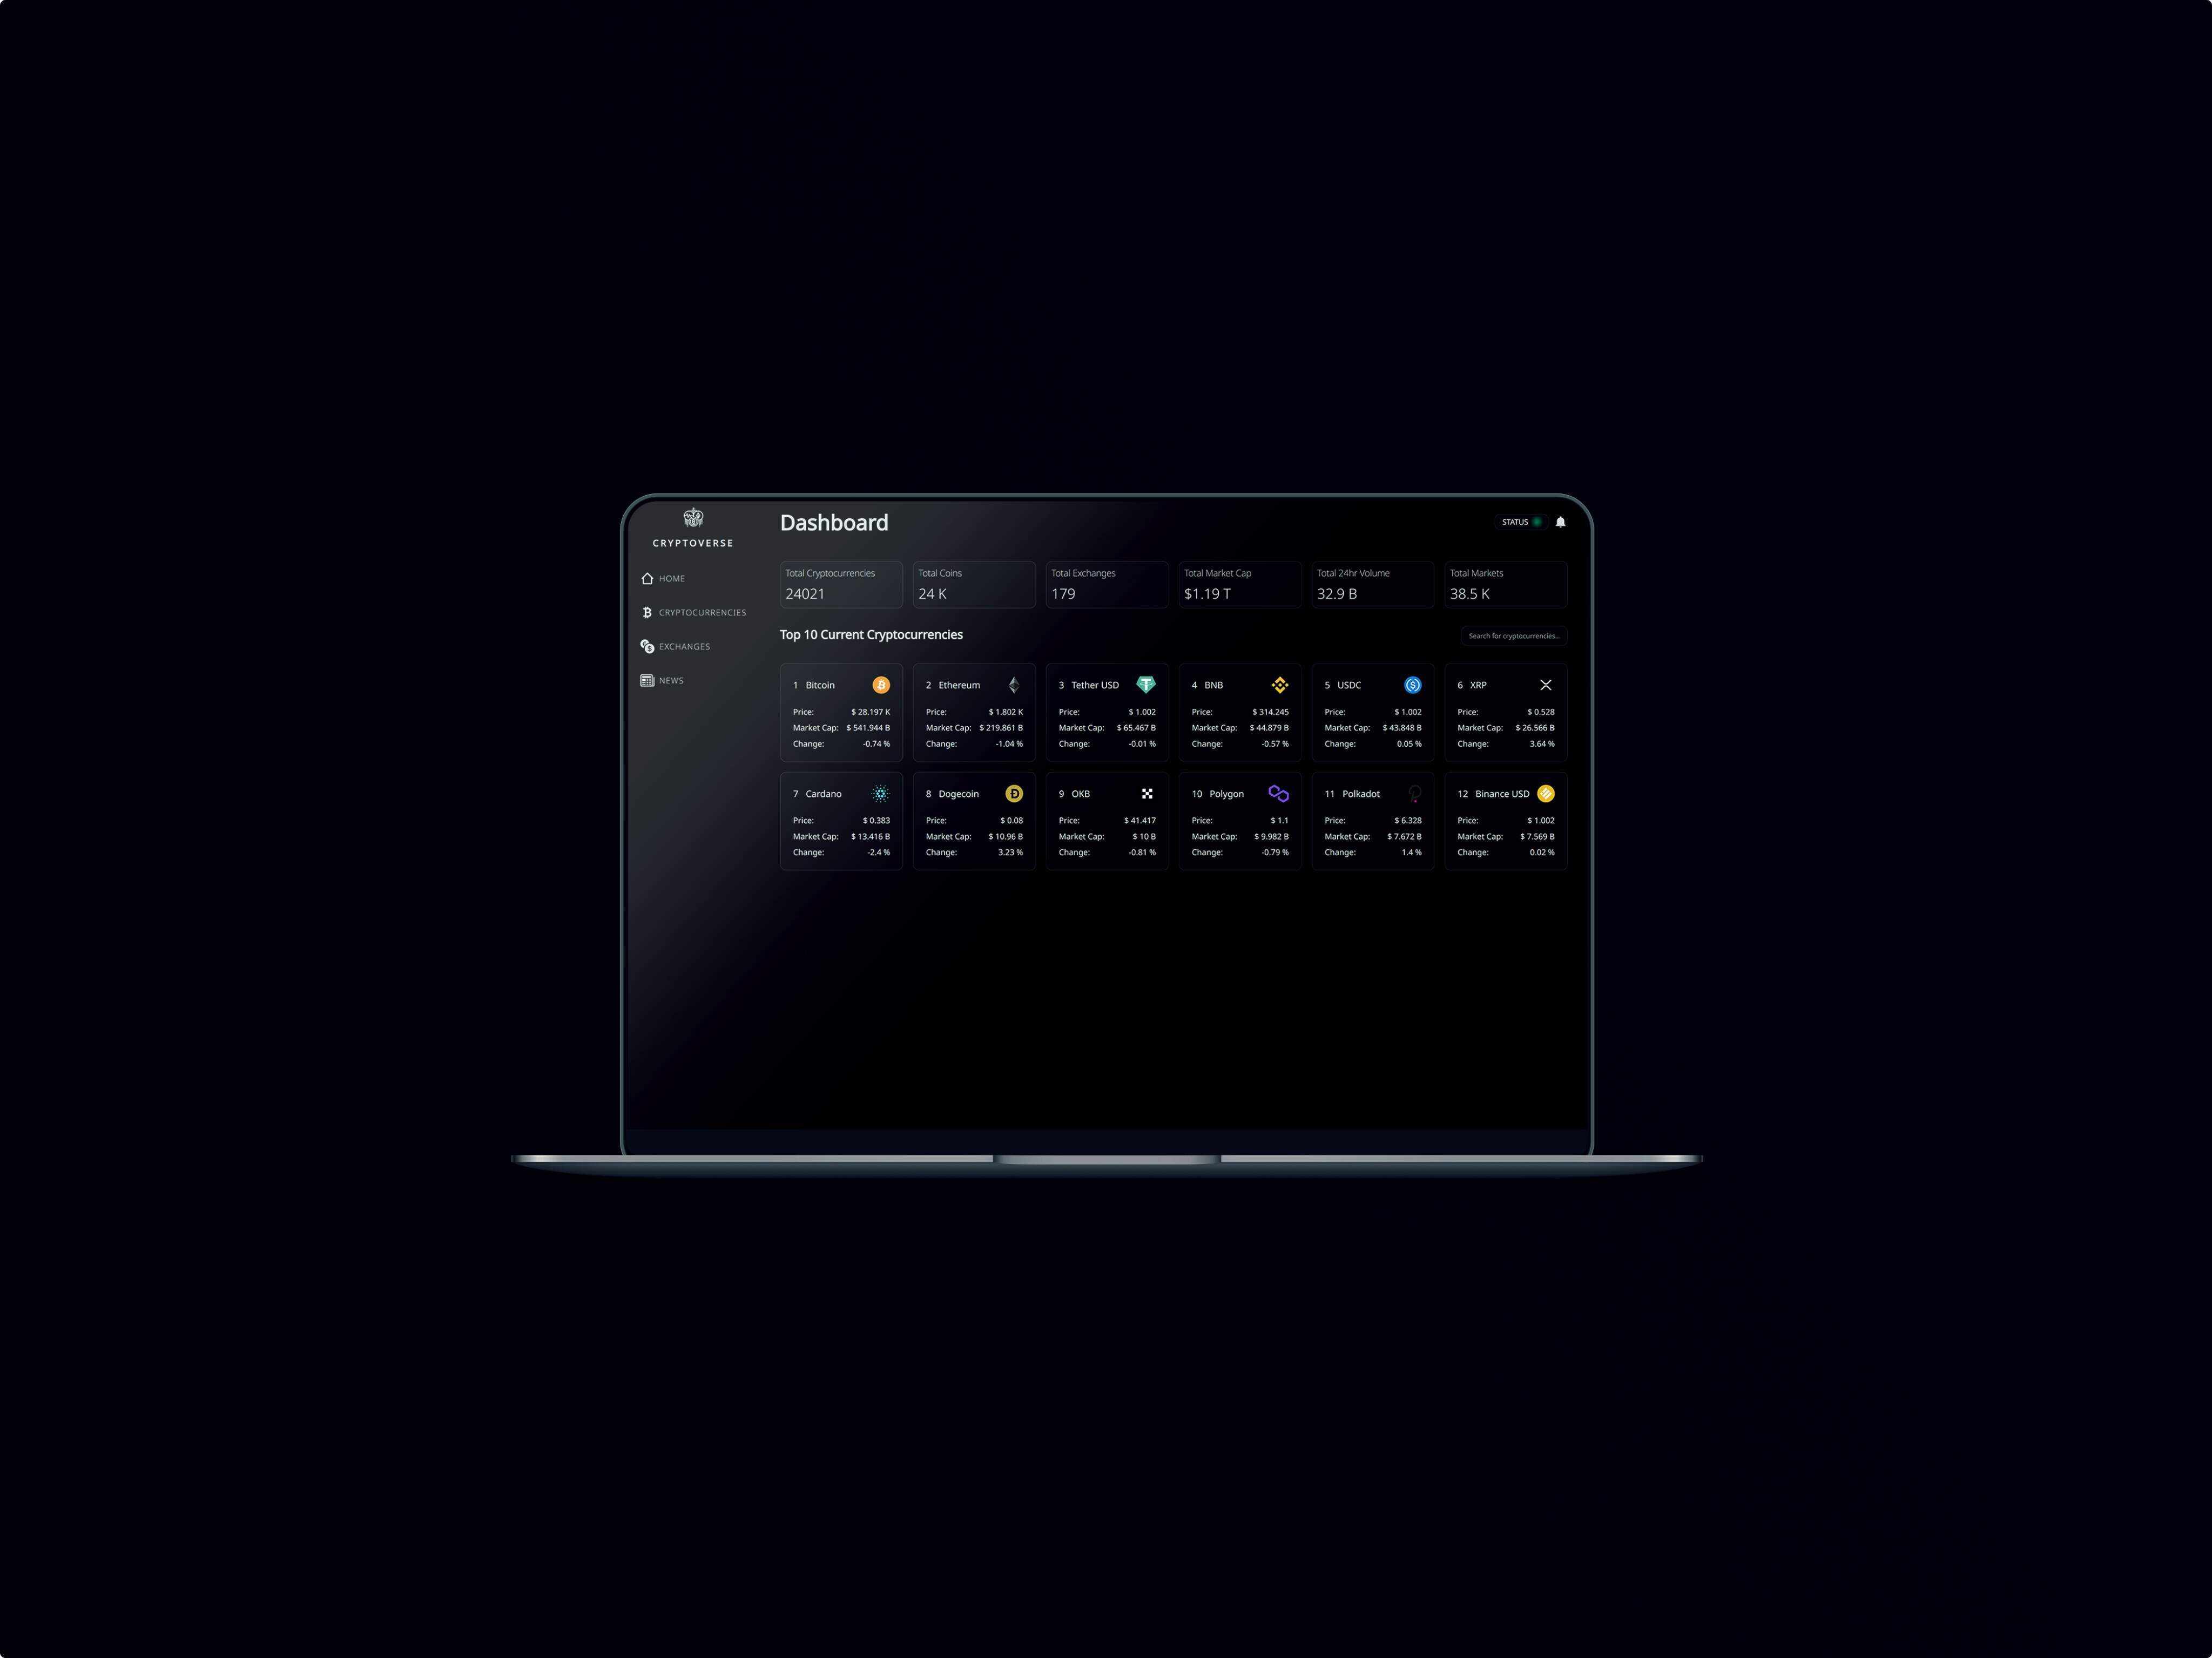 CRYPTOVERSE
HOME
CRYPTOCURRENCIES
EXCHANGES
NEWS
Dashboard
STATUS
Total Cryptocurrencies
24021
Total Coins
24 K
Total Exchanges
179
Total Market Cap
$1.19 T
Total 24hr Volume
32.9 B
Total Markets
38.5 K
Top 10 Current Cryptocurrencies
Search for cryptocurrencies...
1 Bitcoin
Price: $ 28.197 K
Market Cap: $ 541.944 B
Change: -0.74 %
2 Ethereum
Price: $ 1.802 K
Market Cap: $ 219.861 B
Change: -1.04 %
3 Tether USD
Price: $ 1.002
Market Cap: $ 65.467 B
Change: -0.01 %
4 BNB
Price: $ 314.245
Market Cap: $ 44.879 B
Change: -0.57 %
5 USDC
Price: $ 1.002
Market Cap: $ 43.848 B
Change: 0.05 %
6 XRP
Price: $ 0.528
Market Cap: $ 26.566 B
Change: 3.64 %
7 Cardano
Price: $ 0.383
Market Cap: $ 13.416 B
Change: -2.4 %
8 Dogecoin
Price: $ 0.08
Market Cap: $ 10.96 B
Change: 3.23 %
9 OKB
Price: $ 41.417
Market Cap: $ 10 B
Change: -0.81 %
10 Polygon
Price: $ 1.1
Market Cap: $ 9.982 B
Change: -0.79 %
11 Polkadot
Price: $ 6.328
Market Cap: $ 7.672 B
Change: 1.4 %
12 Binance USD
Price: $ 1.002
Market Cap: $ 7.569 B
Change: 0.02 %